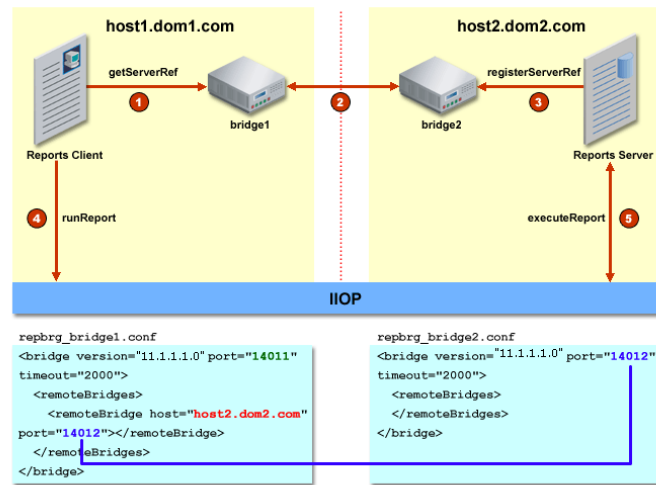 host1.dom1.com
host2.dom2.com
getServerRef
registerServerRef
1
2
3
bridge1
bridge2
Reports Client
Reports Server
4
runReport
executeReport
5
IIOP
repbrg_bridge1.conf
<bridge version="11.1.1.1.0" port="14011"
timeout="2000">
<remoteBridges>
<remoteBridge host="host2.dom2.com"
port="14012"></remoteBridge>
</remoteBridges>
</bridge>
repbrg_bridge2.conf
<bridge version="11.1.1.1.0" port="14012"
timeout="2000">
<remoteBridges>
</remoteBridges>
</bridge>